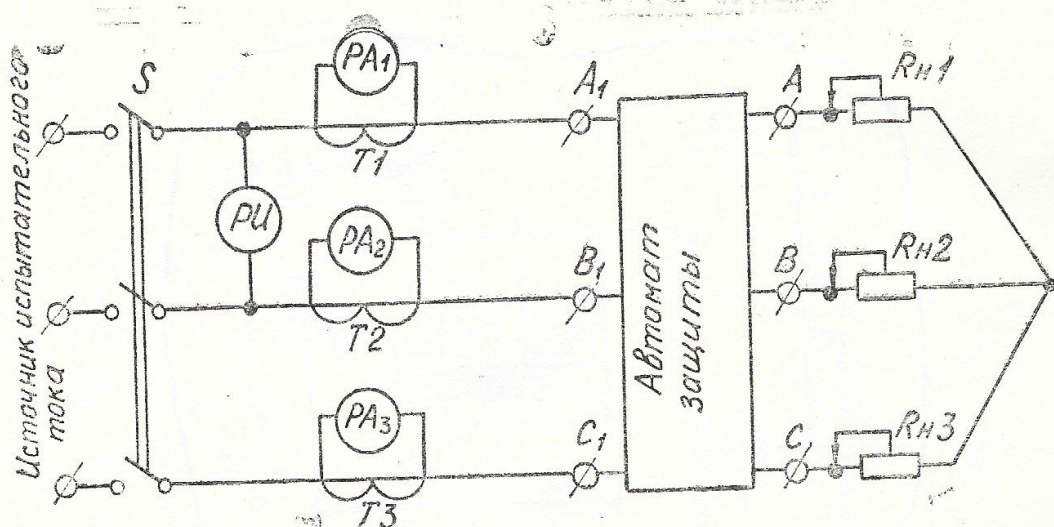 Источник испытательного
тока
S
PA1
T1
PU
PA2
T2
PA3
T3
A1
B1
C1
Автомат
защиты
A
B
C
Rн1
Rн2
Rн3